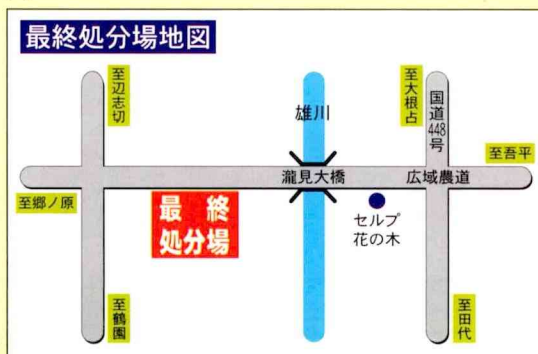 最終処分場地図
至辺志切
雄川
至大根占
国道448号
至吾平
瀧見大橋
広域農道
至郷ノ原
最終
処分場
セルプ
花の木
至鶴園
至田代